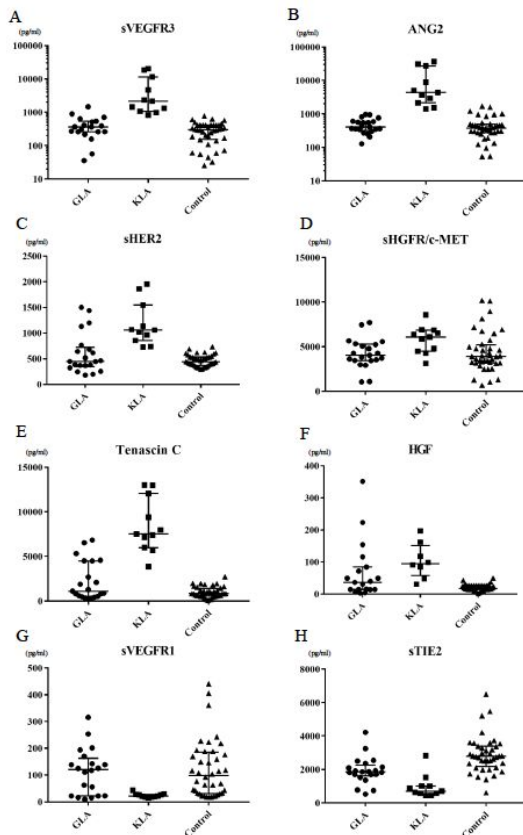 A
sVEGFR3
(pg/ml)
100000
10000
1000
100
10
GLA
KLA
Control
B
ANG2
(pg/ml)
100000
10000
1000
100
10
GLA
KLA
Control
C
sHER2
(pg/ml)
2500
2000
1500
1000
500
0
GLA
KLA
Control
D
sHGFR/c-MET
(pg/ml)
15000
10000
5000
0
GLA
KLA
Control
E
Tenascin C
(pg/ml)
15000
10000
5000
0
GLA
KLA
Control
F
HGF
(pg/ml)
400
300
200
100
0
GLA
KLA
Control
G
sVEGFR1
(pg/ml)
500
400
300
200
100
0
GLA
KLA
Control
H
sTIE2
(pg/ml)
8000
6000
4000
2000
0
GLA
KLA
Control